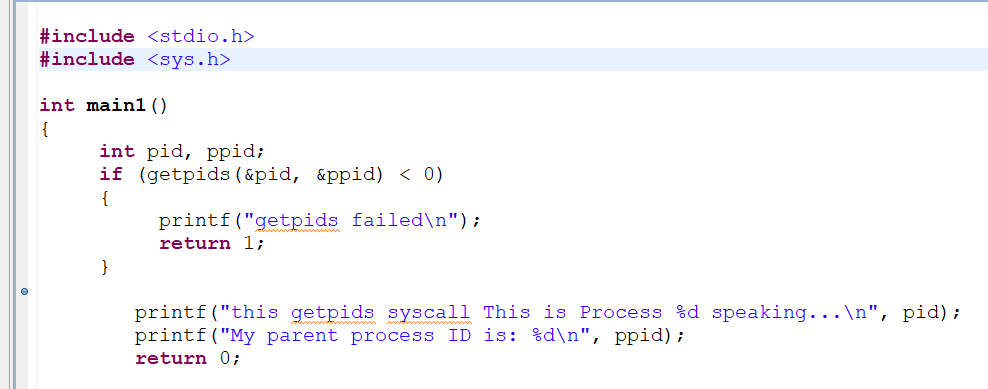 #include <stdio.h>
#include <sys.h>
int main1()
{
int pid, ppid;
if (getpids(&pid, &ppid) < 0)
{
printf("getpids failed\n");
return 1;
}
printf("this getpids syscall This is Process %d speaking...\n", pid);
printf("My parent process ID is: %d\n", ppid);
return 0;